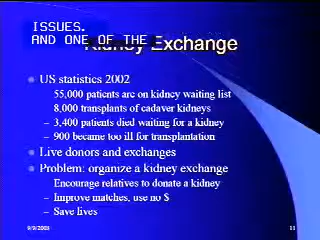 ISSUES.
AND ONE OF THE
Kidney Exchange
US statistics 2002
55,000 patients are on kidney waiting list
8,000 transplants of cadaver kidneys
– 3,400 patients died waiting for a kidney
– 900 became too ill for transplantation
Live donors and exchanges
Problem: organize a kidney exchange
Encourage relatives to donate a kidney
– Improve matches, use no $
– Save lives
9/9/2003 11